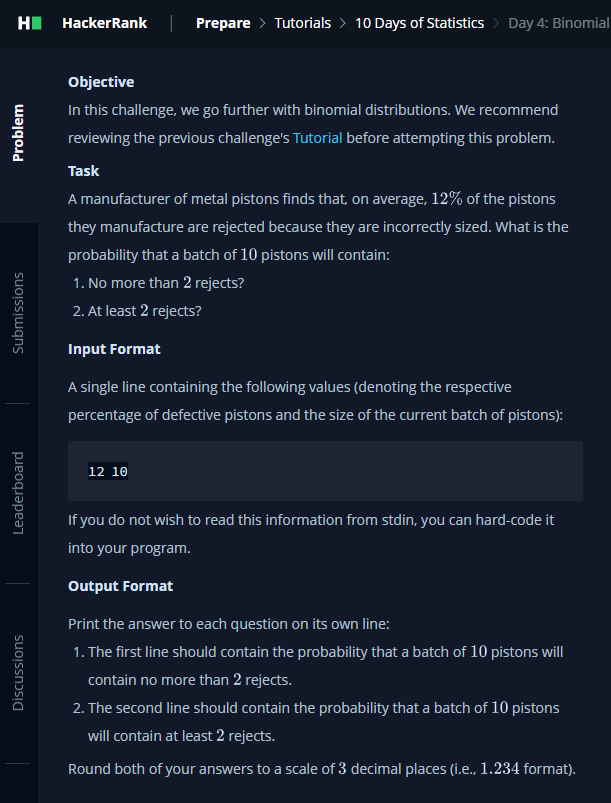 H HackerRank | Prepare > Tutorials > 10 Days of Statistics > Day 4: Binomial
Problem
Submissions
Leaderboard
Discussions
Objective
In this challenge, we go further with binomial distributions. We recommend
reviewing the previous challenge's Tutorial before attempting this problem.
Task
A manufacturer of metal pistons finds that, on average, 12% of the pistons
they manufacture are rejected because they are incorrectly sized. What is the
probability that a batch of 10 pistons will contain:
1. No more than 2 rejects?
2. At least 2 rejects?
Input Format
A single line containing the following values (denoting the respective
percentage of defective pistons and the size of the current batch of pistons):
12 10
If you do not wish to read this information from stdin, you can hard-code it
into your program.
Output Format
Print the answer to each question on its own line:
1. The first line should contain the probability that a batch of 10 pistons will
contain no more than 2 rejects.
2. The second line should contain the probability that a batch of 10 pistons
will contain at least 2 rejects.
Round both of your answers to a scale of 3 decimal places (i.e., 1.234 format).